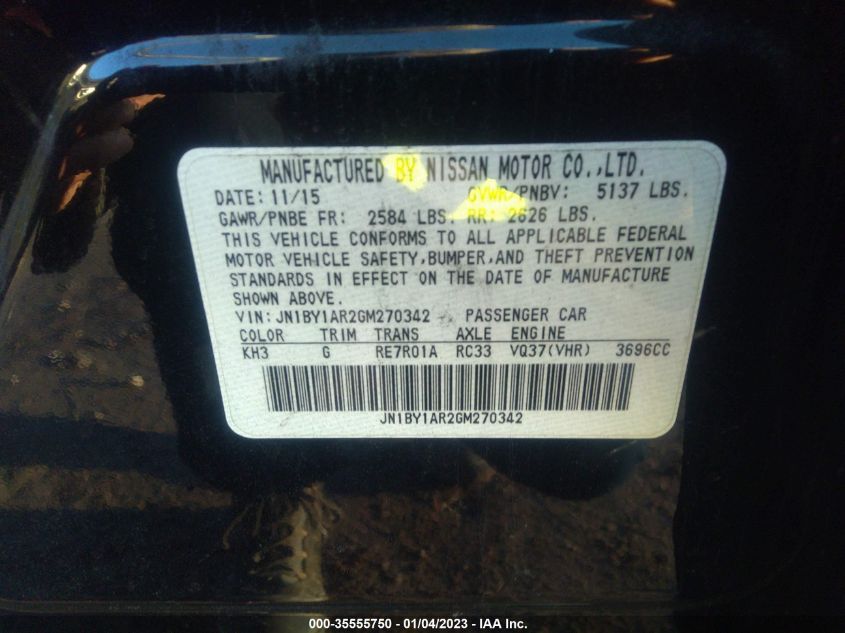 MANUFACTURED BY NISSAN MOTOR CO.,LTD.
DATE: 11/15 GVWR/PNBV: 5137 LBS.
GAWR/PNBE FR: 2584 LBS. RR: 2626 LBS.
THIS VEHICLE CONFORMS TO ALL APPLICABLE FEDERAL
MOTOR VEHICLE SAFETY,BUMPER,AND THEFT PREVENTION
STANDARDS IN EFFECT ON THE DATE OF MANUFACTURE
SHOWN ABOVE.
VIN: JN1BY1AR2GM270342 PASSENGER CAR
COLOR TRIM TRANS AXLE ENGINE
KH3 G RE7R01A RC33 VQ37(VHR) 3696CC
JN1BY1AR2GM270342
000-35555750 - 01/04/2023 - IAA Inc.